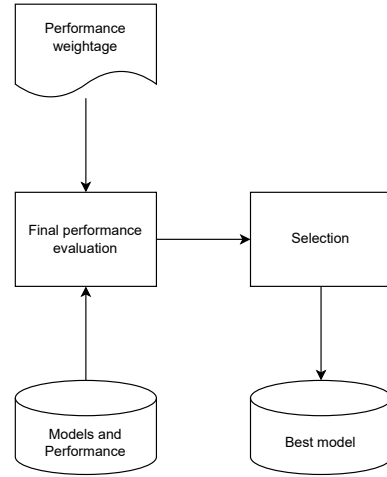 Performance
weightage
Final performance
evaluation
Selection
Models and
Performance
Best model